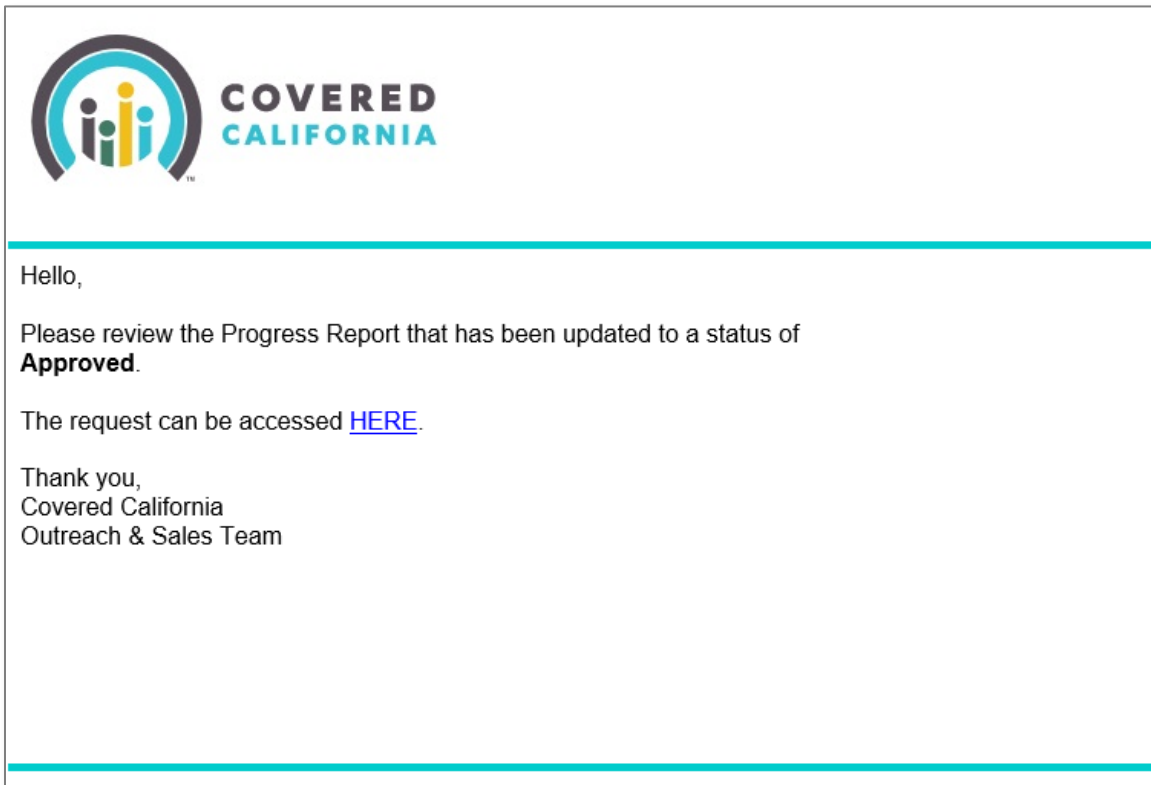 COVERED
CALIFORNIA
TM
Hello,
Please review the Progress Report that has been updated to a status of
Approved.
The request can be accessed HERE.
Thank you,
Covered California
Outreach & Sales Team